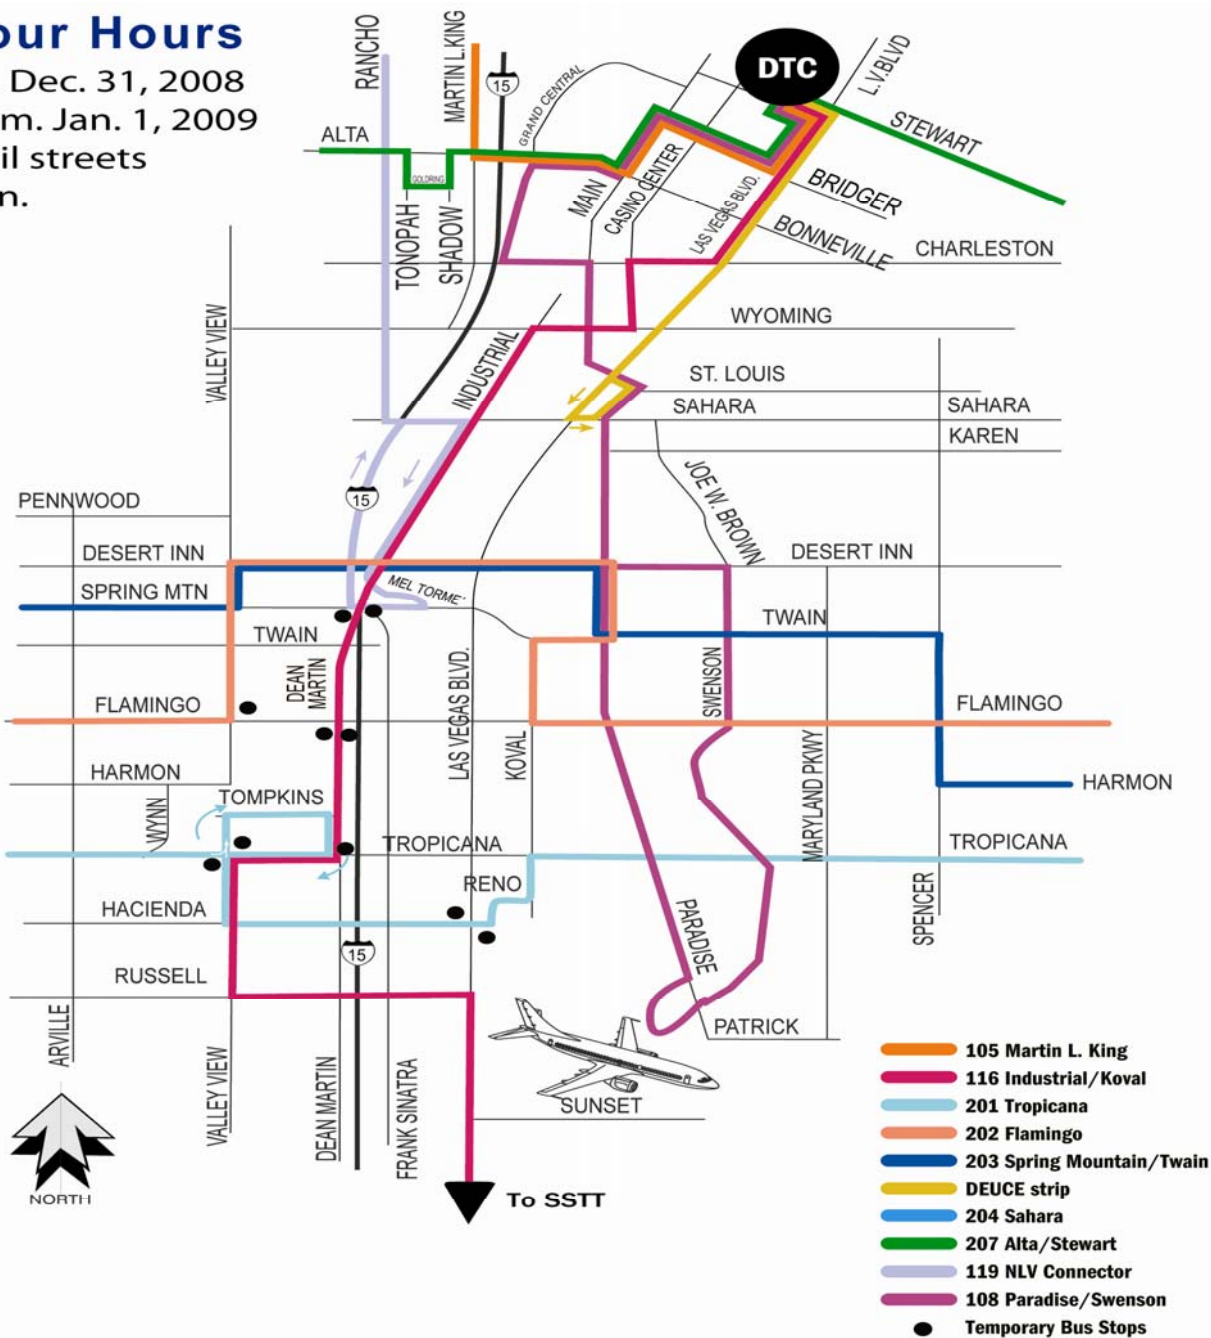 our Hours
Dec. 31, 2008
m. Jan. 1, 2009
il streets
n.
RANCHO
MARTIN L.KING
15
GRAND CENTRAL
DTC
L.V.BLVD
ALTA
STEWART
GOLDRING
TONOPAH
SHADOW
MAIN
CASINO CENTER
LAS VEGAS BLVD.
BRIDGER
BONNEVILLE
CHARLESTON
VALLEY VIEW
INDUSTRIAL
WYOMING
ST. LOUIS
SAHARA
SAHARA
KAREN
15
PENNWOOD
JOE W. BROWN
DESERT INN
DESERT INN
SPRING MTN
MEL TORME'
TWAIN
TWAIN
DEAN
MARTIN
LAS VEGAS BLVD.
SWENSON
FLAMINGO
FLAMINGO
KOVAL
MARYLAND PKWY
HARMON
HARMON
WYNN
TOMPKINS
TROPICANA
TROPICANA
RENO
SPENCER
HACIENDA
PARADISE
15
RUSSELL
ARVILLE
VALLEY VIEW
DEAN MARTIN
FRANK SINATRA
PATRICK
SUNSET
NORTH
To SSTT
105 Martin L. King
116 Industrial/Koval
201 Tropicana
202 Flamingo
203 Spring Mountain/Twain
DEUCE strip
204 Sahara
207 Alta/Stewart
119 NLV Connector
108 Paradise/Swenson
Temporary Bus Stops